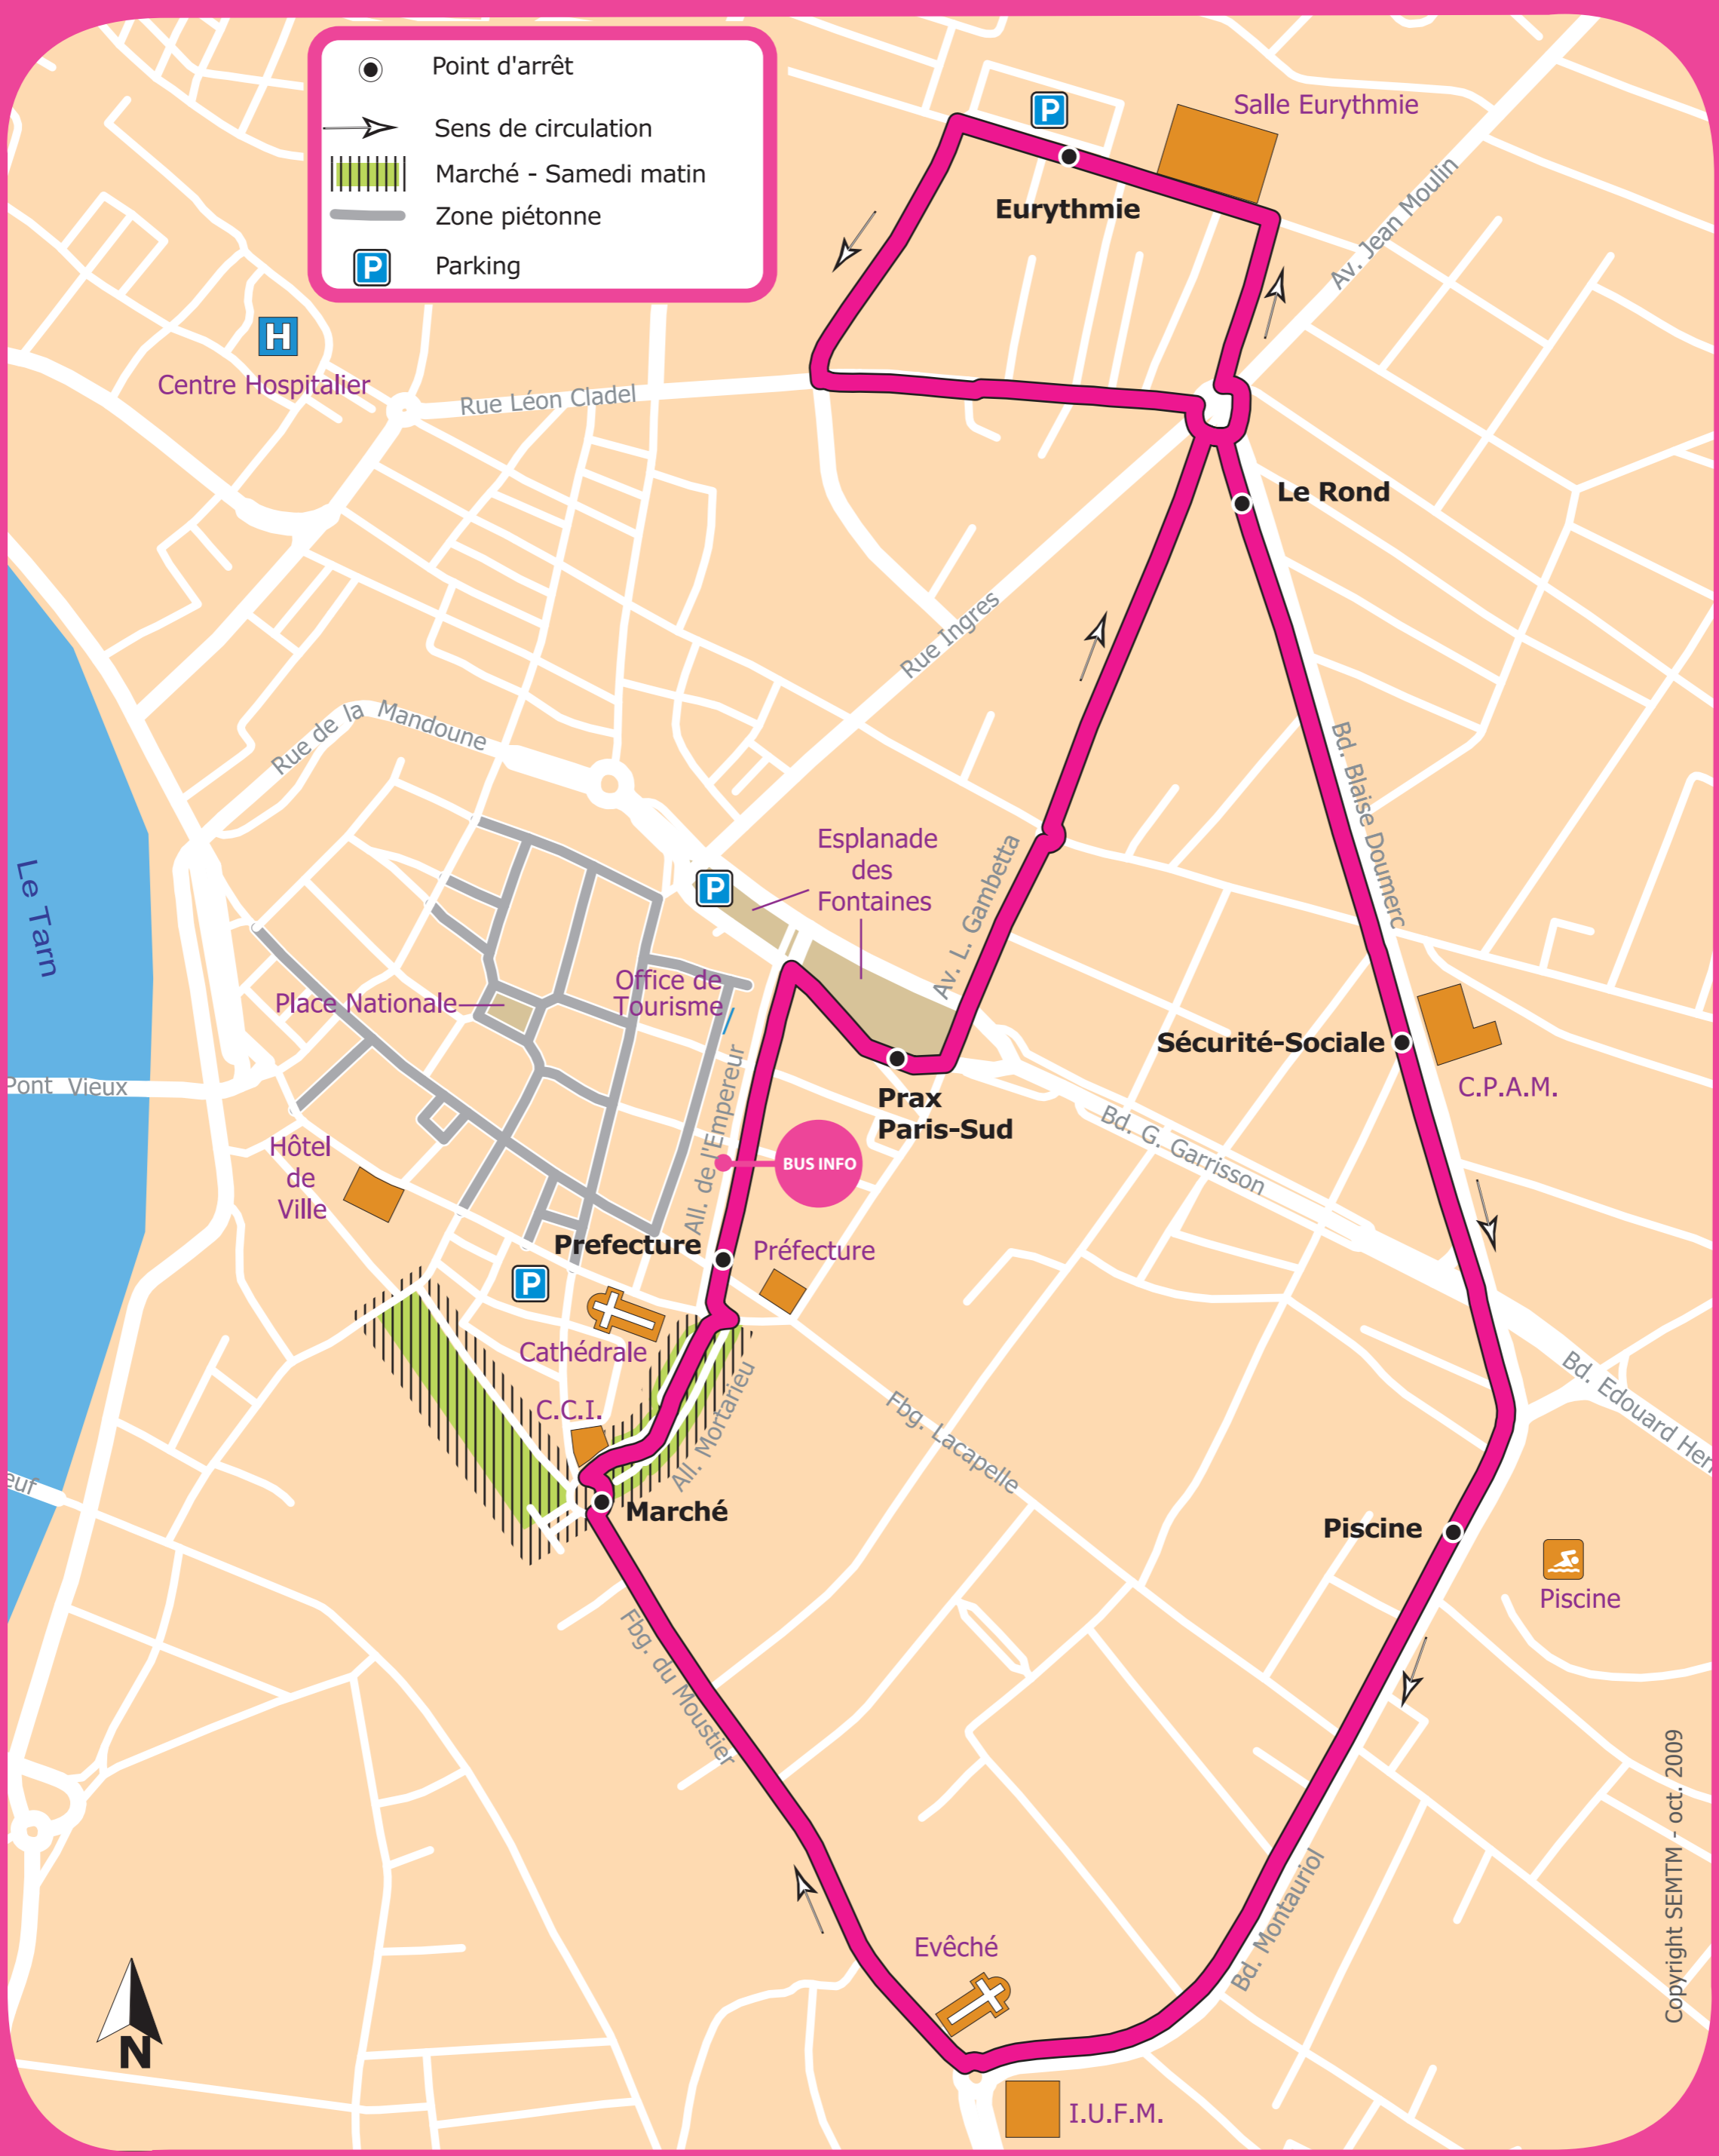 Point d'arrêt
Sens de circulation
Marché - Samedi matin
Zone piétonne
P
Parking
P
Salle Eurythmie
Eurythmie
Av. Jean Moulin
H
Centre Hospitalier
Rue Léon Cladel
Le Rond
Rue Ingres
Rue de la Mandoune
Bd. Blaise Doumerc
Esplanade
des
Fontaines
P
Av. L. Gambetta
Le Tarn
Office de
Tourisme
Place Nationale
Sécurité-Sociale
C.P.A.M.
Pont Vieux
Prax
Paris-Sud
All. de l'Empereur
Bd. G. Garrisson
Hôtel
de
Ville
BUS INFO
Prefecture
Préfecture
P
Cathédrale
C.C.I.
All. Mortarieu
Fbg. Lacapelle
Bd. Edouard Her
euf
Marché
Piscine
Piscine
Fbg. du Moustier
Bd. Montauriol
Evêché
I.U.F.M.
N
Copyright SEMTM - oct. 2009